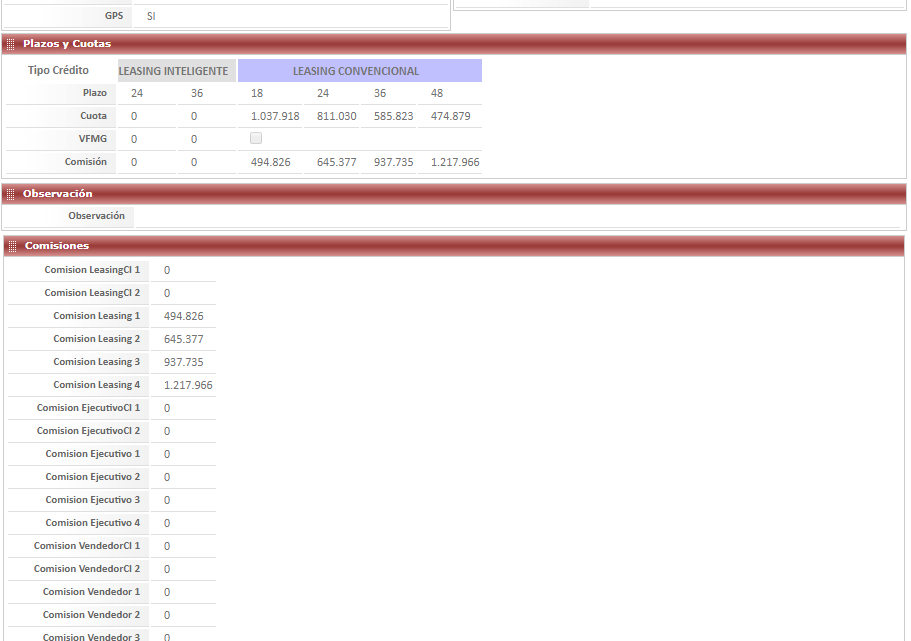 GPS SI
Plazos y Cuotas
Tipo Crédito LEASING INTELIGENTE LEASING CONVENCIONAL
Plazo 24 36 18 24 36 48
Cuota 0 0 1.037.918 811.030 585.823 474.879
VFMG 0 0
Comisión 0 0 494.826 645.377 937.735 1.217.966
Observación
Observación
Comisiones
Comision LeasingCI 1 0
Comision LeasingCI 2 0
Comision Leasing 1 494.826
Comision Leasing 2 645.377
Comision Leasing 3 937.735
Comision Leasing 4 1.217.966
Comision EjecutivoCI 1 0
Comision EjecutivoCI 2 0
Comision Ejecutivo 1 0
Comision Ejecutivo 2 0
Comision Ejecutivo 3 0
Comision Ejecutivo 4 0
Comision VendedorCI 1 0
Comision VendedorCI 2 0
Comision Vendedor 1 0
Comision Vendedor 2 0
Comision Vendedor 3 0